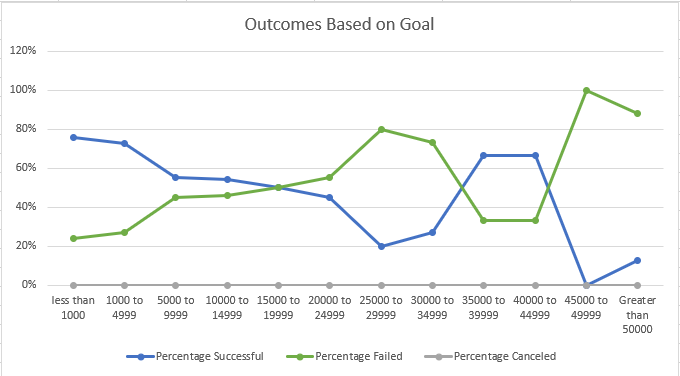 Outcomes Based on Goal
120%
100%
80%
60%
40%
20%
0%
less than
1000
1000 to
4999
5000 to
9999
10000 to
14999
15000 to
19999
20000 to
24999
25000 to
29999
30000 to
34999
35000 to
39999
40000 to
44999
45000 to
49999
Greater
than
50000
Percentage Successful
Percentage Failed
Percentage Canceled